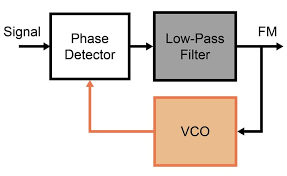 Signal
Phase
Detector
Low-Pass
Filter
FM
VCO